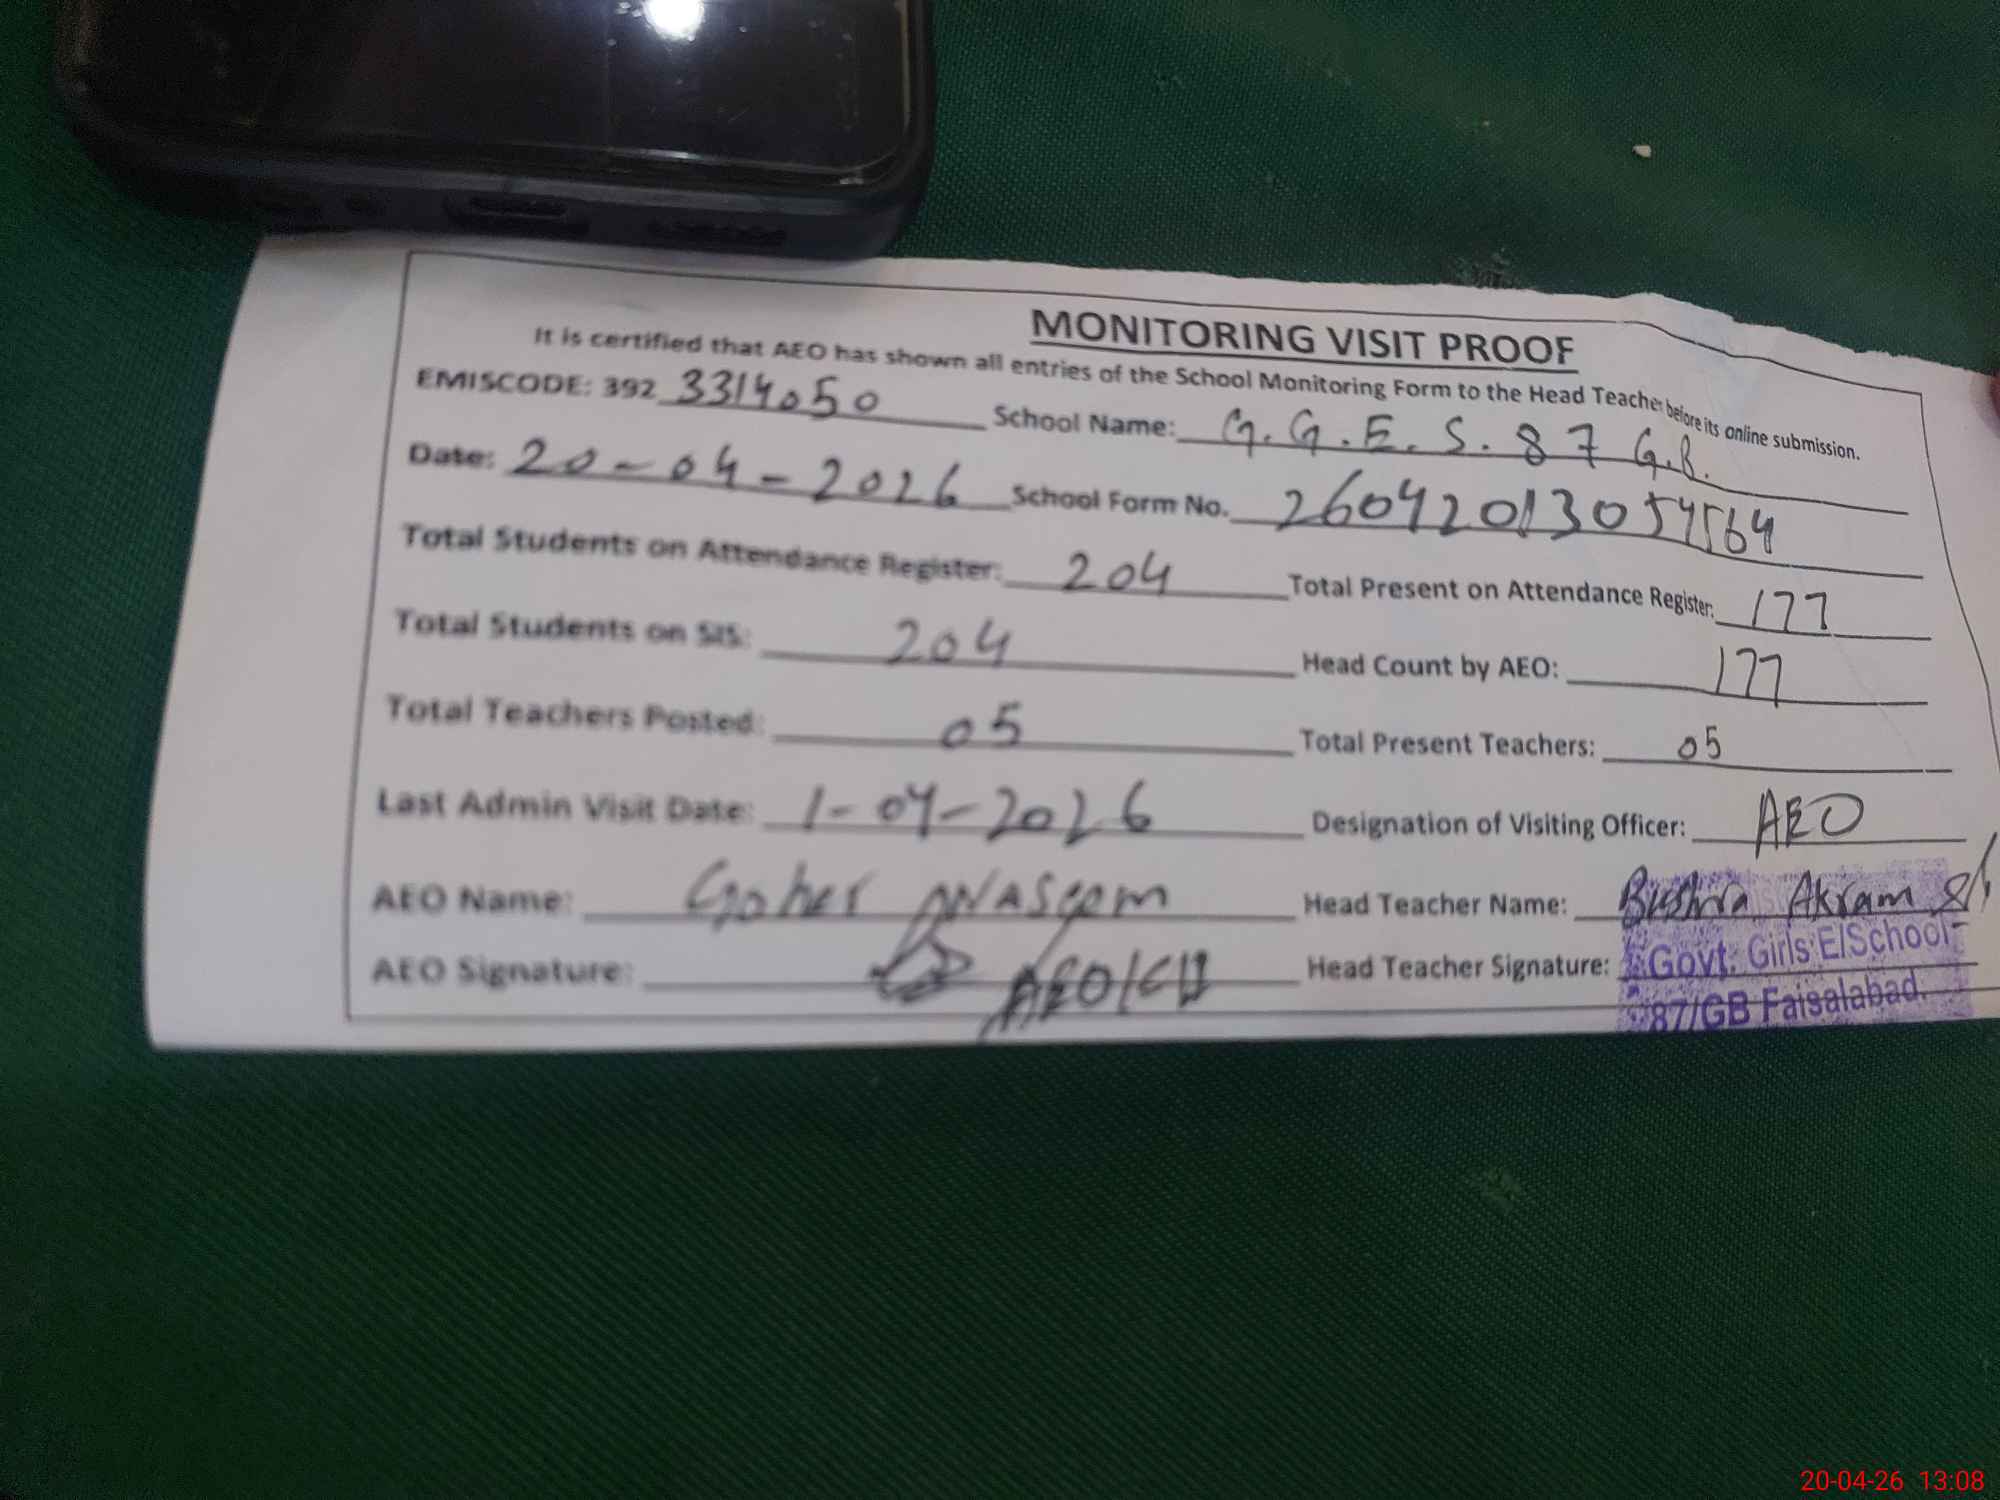 MONITORING VISIT PROOF
It is certified that AEO has shown all entries of the School Monitoring Form to the Head Teacher before its online submission.
EMISCODE: 392 3314050 School Name: G.G.E.S. 87 G.B.
Date: 20-04-2026 School Form No. 26042013054564
Total Students on Attendance Register: 204 Total Present on Attendance Register: 177
Total Students on SIS: 204 Head Count by AEO: 177
Total Teachers Posted: 05 Total Present Teachers: 05
Last Admin Visit Date: 1-04-2026 Designation of Visiting Officer: AEO
AEO Name: Goher Head Teacher Name: Bushra Akram
AEO Signature: AEO Head Teacher Signature:
Govt: Girls E/School
87/GB Faisalabad.
20-04-26 13:08